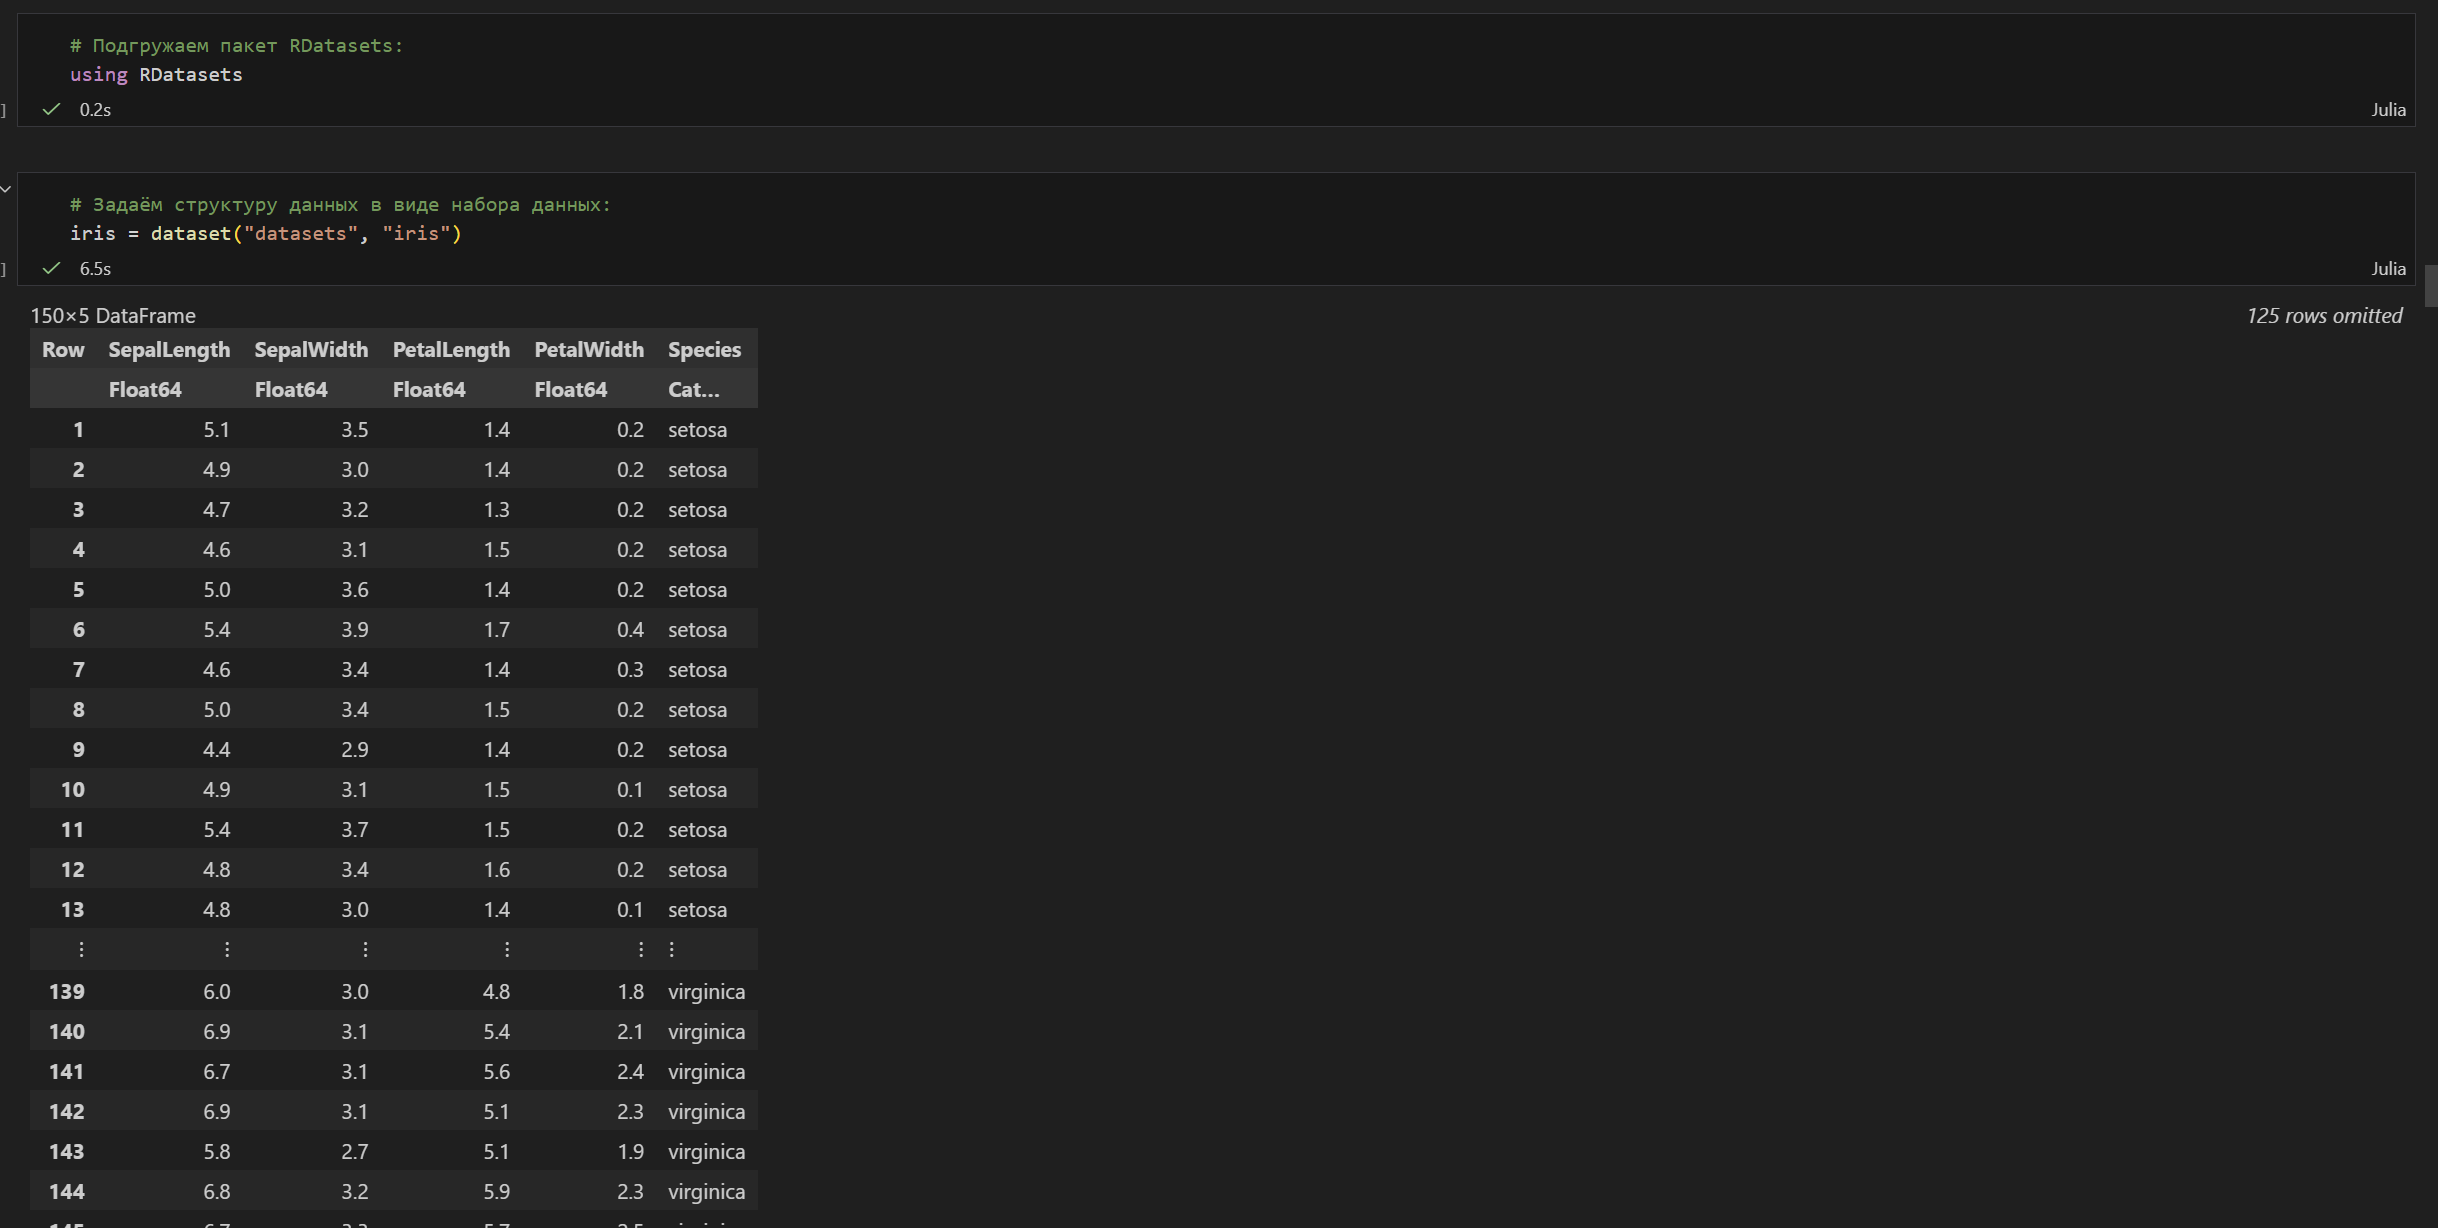 # Подгружаем пакет RDatasets:
using RDatasets
] ✓ 0.2s Julia
# Задаём структуру данных в виде набора данных:
iris = dataset("datasets", "iris")
] ✓ 6.5s Julia
150×5 DataFrame 125 rows omitted
Row SepalLength SepalWidth PetalLength PetalWidth Species
Float64 Float64 Float64 Float64 Cat…
1 5.1 3.5 1.4 0.2 setosa
2 4.9 3.0 1.4 0.2 setosa
3 4.7 3.2 1.3 0.2 setosa
4 4.6 3.1 1.5 0.2 setosa
5 5.0 3.6 1.4 0.2 setosa
6 5.4 3.9 1.7 0.4 setosa
7 4.6 3.4 1.4 0.3 setosa
8 5.0 3.4 1.5 0.2 setosa
9 4.4 2.9 1.4 0.2 setosa
10 4.9 3.1 1.5 0.1 setosa
11 5.4 3.7 1.5 0.2 setosa
12 4.8 3.4 1.6 0.2 setosa
13 4.8 3.0 1.4 0.1 setosa
⋮ ⋮ ⋮ ⋮ ⋮ ⋮
139 6.0 3.0 4.8 1.8 virginica
140 6.9 3.1 5.4 2.1 virginica
141 6.7 3.1 5.6 2.4 virginica
142 6.9 3.1 5.1 2.3 virginica
143 5.8 2.7 5.1 1.9 virginica
144 6.8 3.2 5.9 2.3 virginica